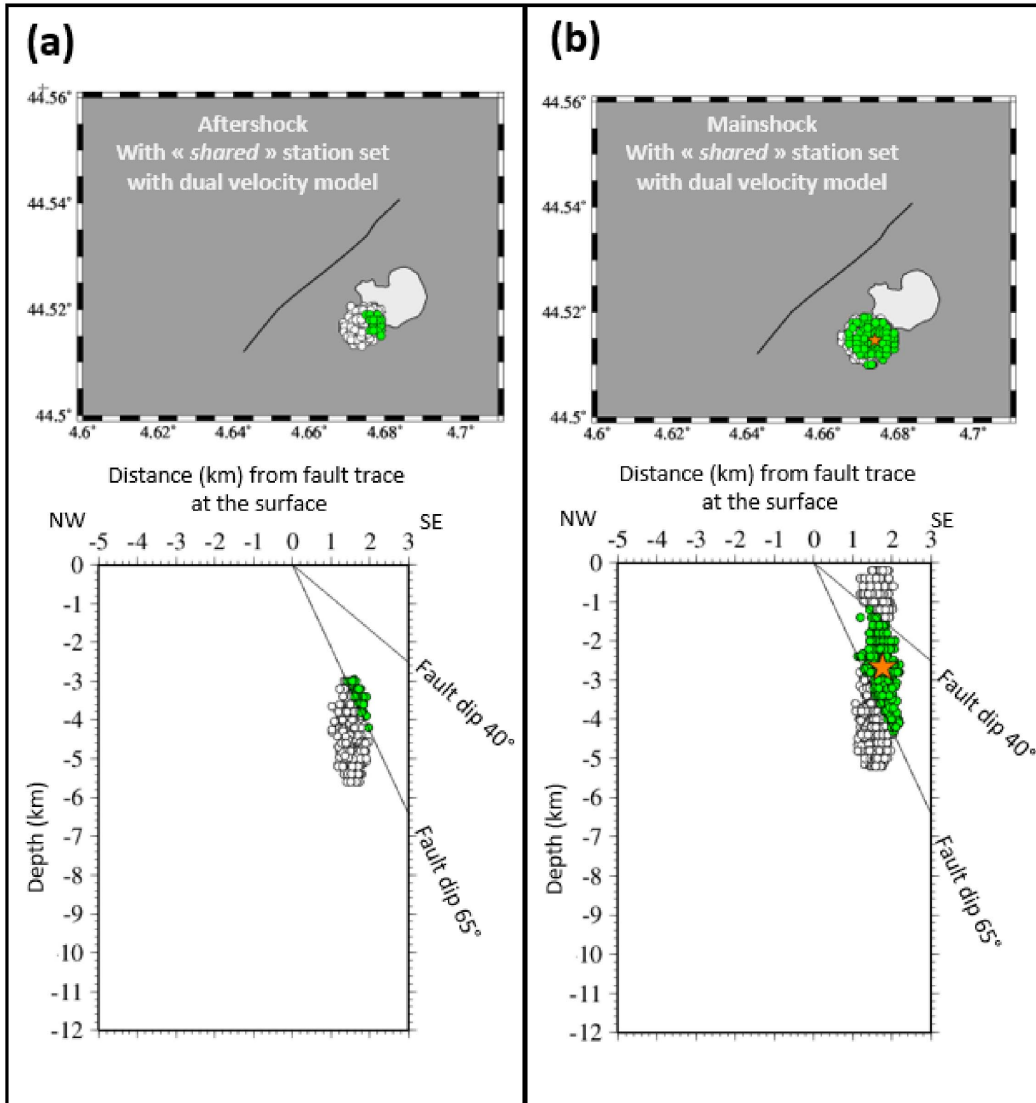 (a)
44.56°
Aftershock
With « shared » station set
with dual velocity model
44.54°
44.52°
44.5°
4.6° 4.62° 4.64° 4.66° 4.68° 4.7°
Distance (km) from fault trace
at the surface
NW SE
-5 -4 -3 -2 -1 0 1 2 3
0
-1
-2
-3
-4
-5
-6
-7
-8
-9
-10
-11
-12
Depth (km)
Fault dip 40°
Fault dip 65°
(b)
44.56°
Mainshock
With « shared » station set
with dual velocity model
44.54°
44.52°
44.5°
4.6° 4.62° 4.64° 4.66° 4.68° 4.7°
Distance (km) from fault trace
at the surface
NW SE
-5 -4 -3 -2 -1 0 1 2 3
0
-1
-2
-3
-4
-5
-6
-7
-8
-9
-10
-11
-12
Depth (km)
Fault dip 40°
Fault dip 65°